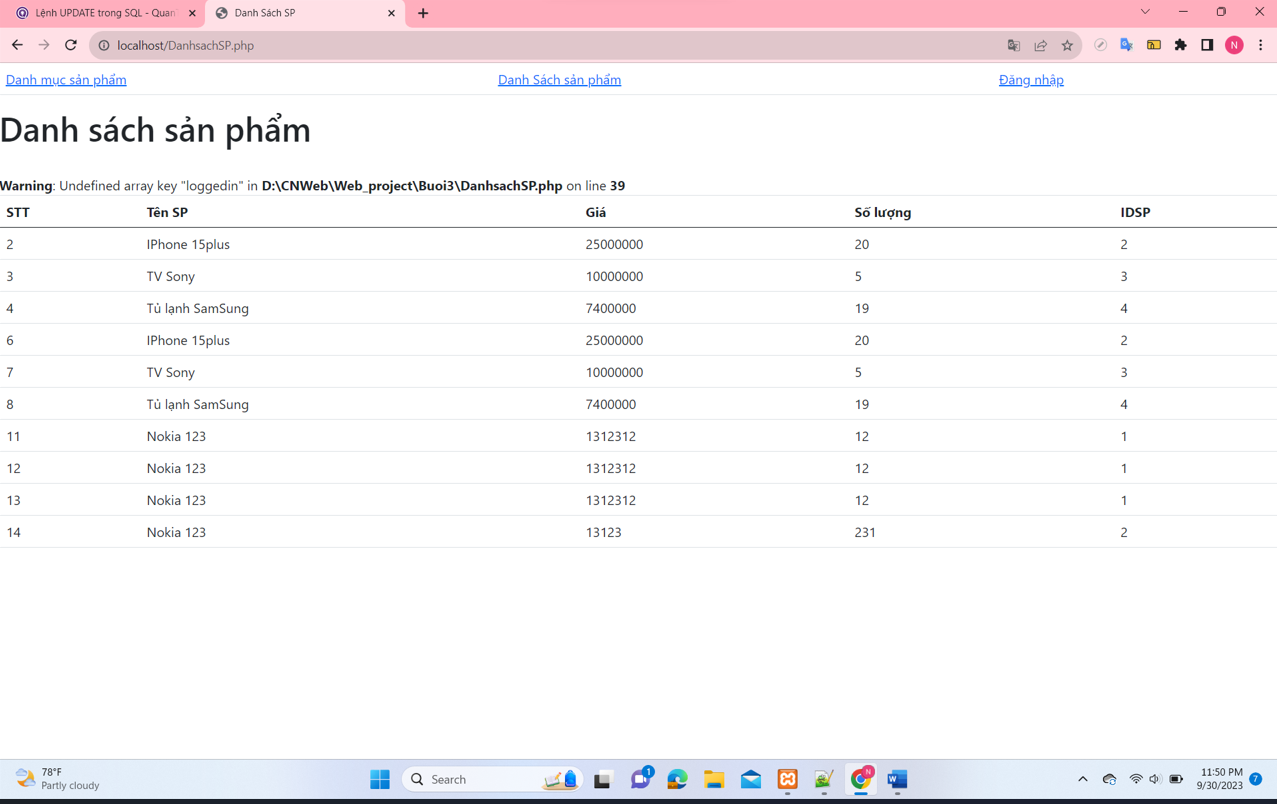 Lệnh UPDATE trong SQL - Quan
Danh Sách SP
localhost/DanhsachSP.php
N
Danh mục sản phẩm Danh Sách sản phẩm Đăng nhập
Danh sách sản phẩm
Warning: Undefined array key "loggedin" in D:\CNWeb\Web_project\Buoi3\DanhsachSP.php on line 39
STT Tên SP Giá Số lượng IDSP
2 IPhone 15plus 25000000 20 2
3 TV Sony 10000000 5 3
4 Tủ lạnh SamSung 7400000 19 4
6 IPhone 15plus 25000000 20 2
7 TV Sony 10000000 5 3
8 Tủ lạnh SamSung 7400000 19 4
11 Nokia 123 1312312 12 1
12 Nokia 123 1312312 12 1
13 Nokia 123 1312312 12 1
14 Nokia 123 13123 231 2
78°F
Partly cloudy
Search
1
N
W
11:50 PM
9/30/2023
7